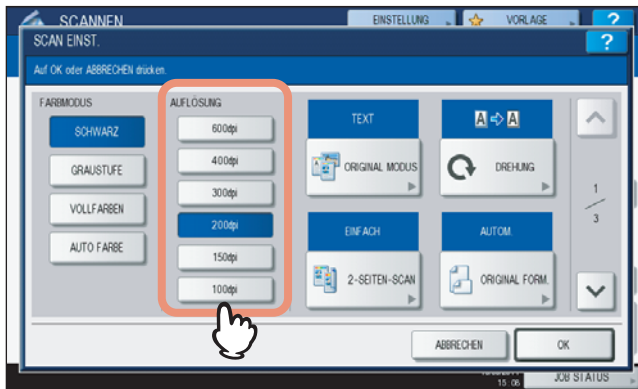 SCANNEN
EINSTELLUNG
VORLAGE
?
SCAN EINST.
?
Auf OK oder ABBRECHEN drücken.
FARBMODUS
SCHWARZ
GRAUSTUFE
VOLLFARBEN
AUTO FARBE
AUFLÖSUNG
600dpi
400dpi
300dpi
200dpi
150dpi
100dpi
TEXT
ORIGINAL MODUS
A A
DREHUNG
EINFACH
2-SEITEN-SCAN
AUTOM.
ORIGINAL FORM.
1
3
ABBRECHEN
OK
15:08
JOB STATUS